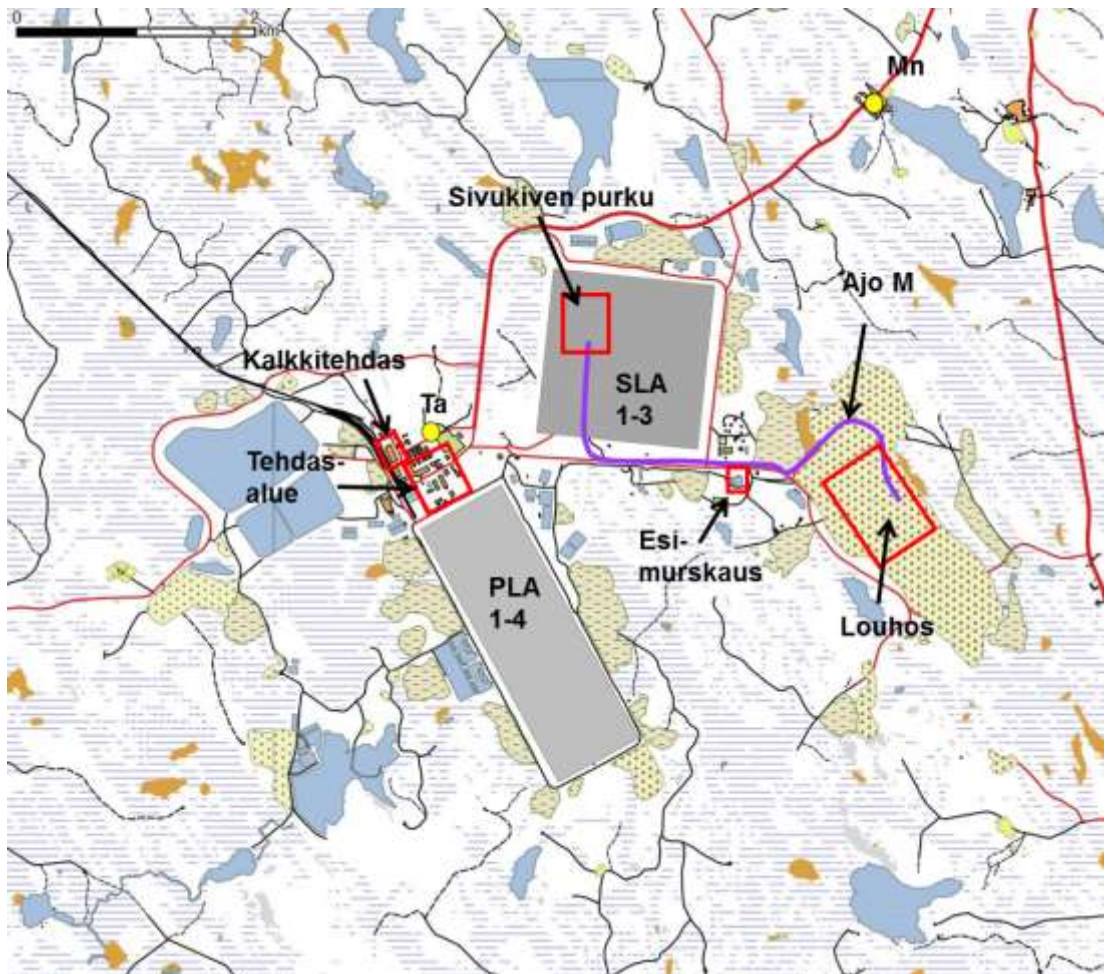 0 2
km
Mn
Sivukiven purku
Ajo M
Kalkkitehdas
SLA
1-3
Ta
Tehdas-
alue
Esi-
murskaus
PLA
1-4
Louhos